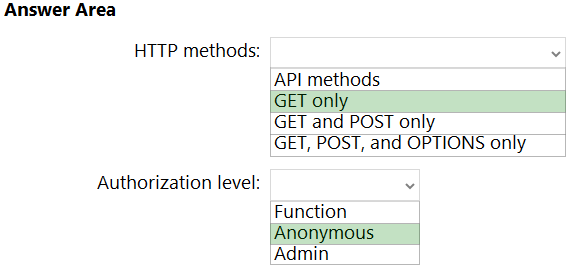 Answer Area
HTTP methods:
API methods
GET only
GET and POST only
GET, POST, and OPTIONS only
Authorization level:
Function
Anonymous
Admin